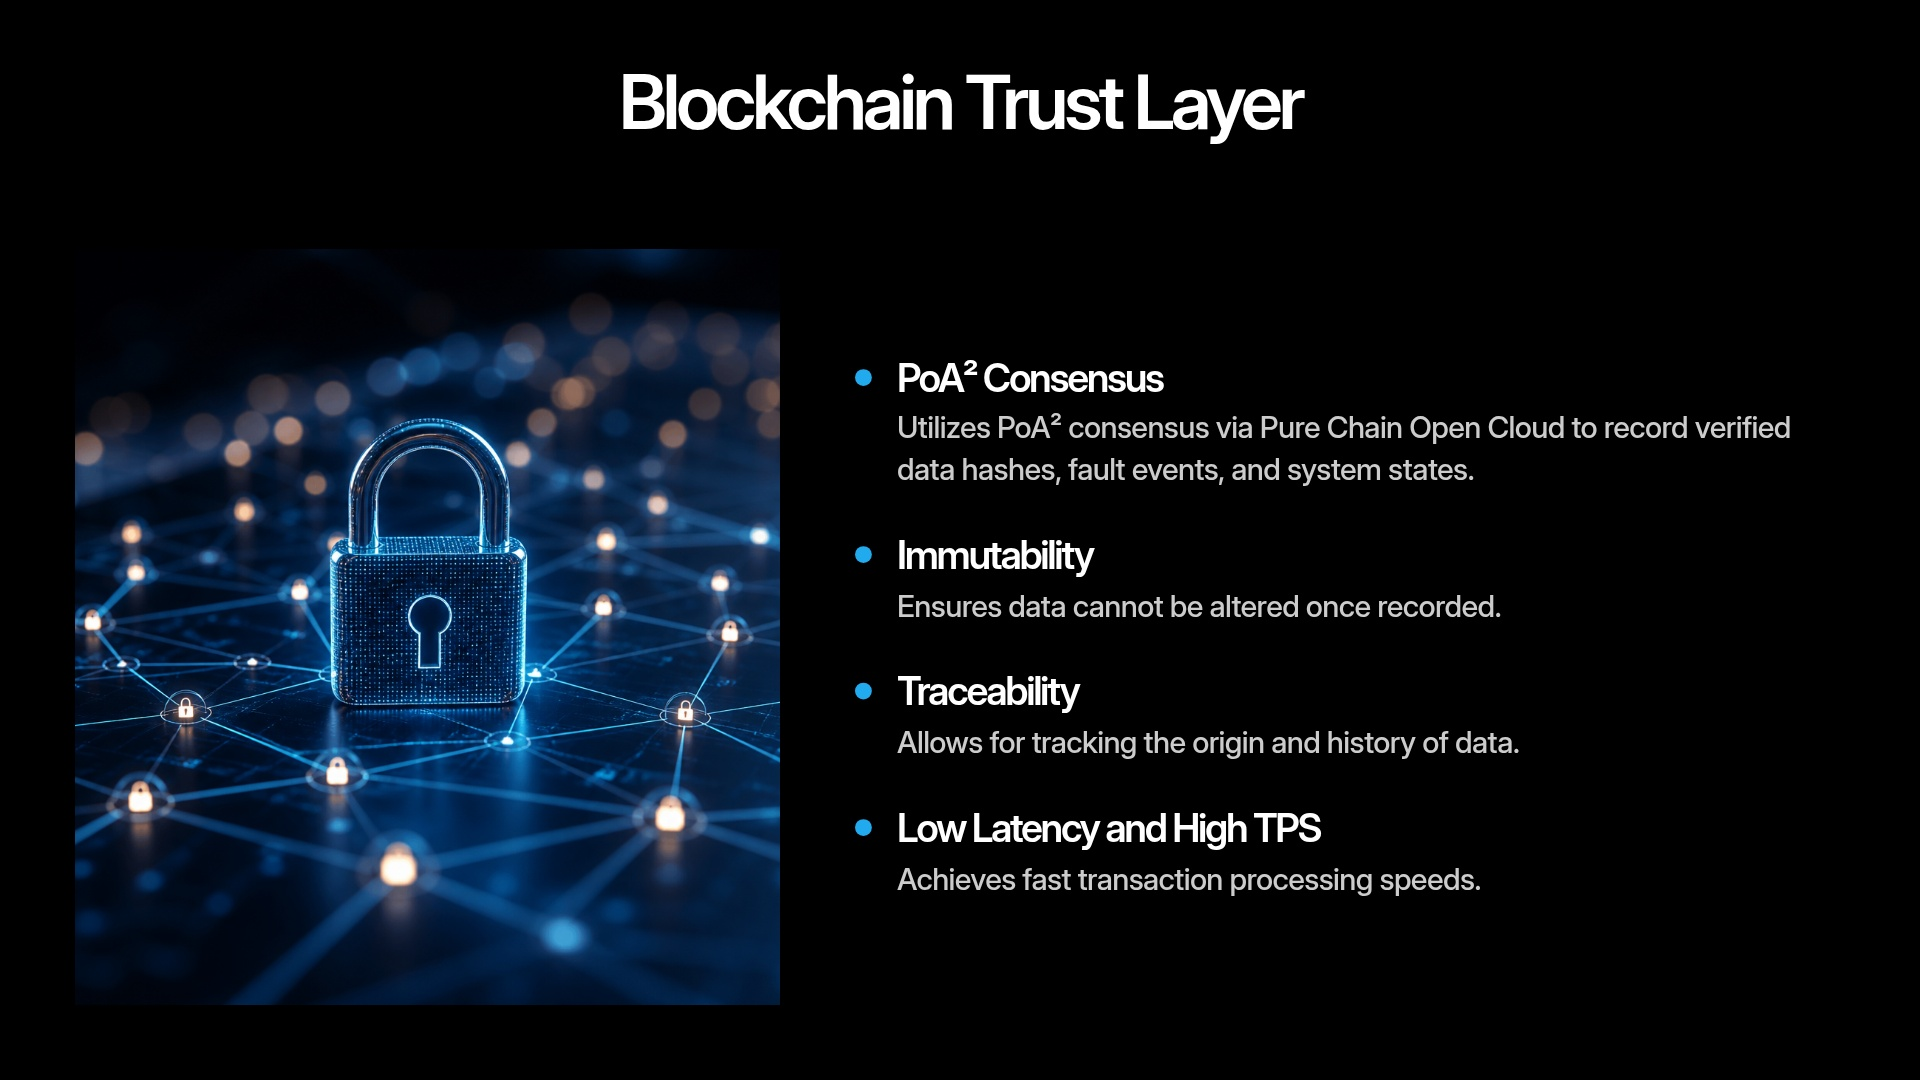 Blockchain Trust Layer
PoA² Consensus
Utilizes PoA² consensus via Pure Chain Open Cloud to record verified
data hashes, fault events, and system states.
Immutability
Ensures data cannot be altered once recorded.
Traceability
Allows for tracking the origin and history of data.
Low Latency and High TPS
Achieves fast transaction processing speeds.